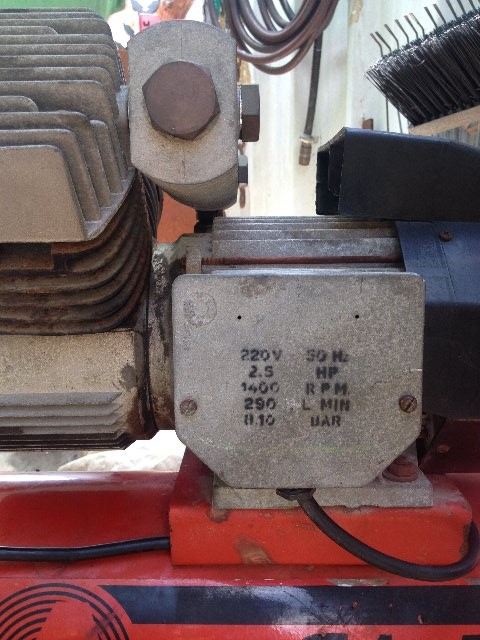 220V 50 Hz
2.5 HP
1400 R.P.M.
290 L MIN
8.10 BAR